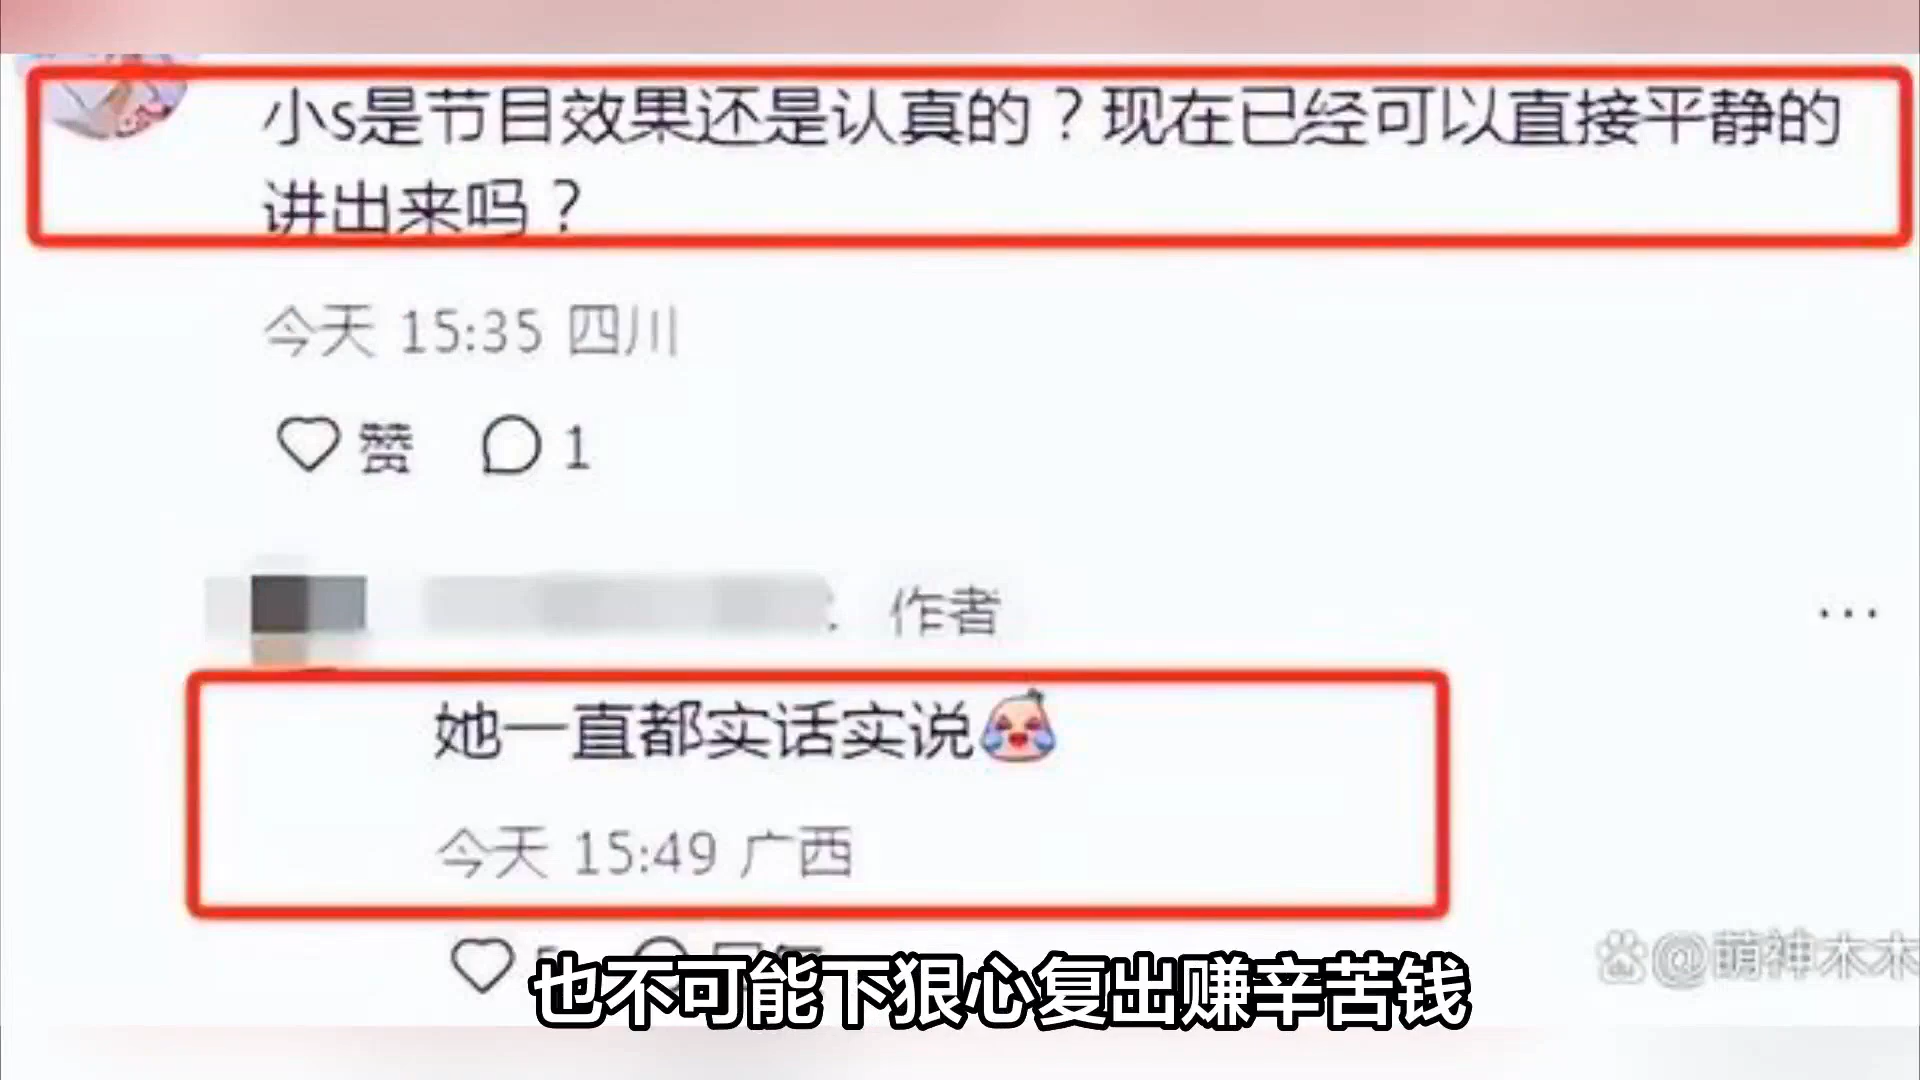 小s是节目效果还是认真的？现在已经可以直接平静的
讲出来吗？
今天 15:35 四川
赞 1
作者
...
她一直都实话实说
今天 15:49 广西
也不可能下狠心复出赚辛苦钱
@萌神木木